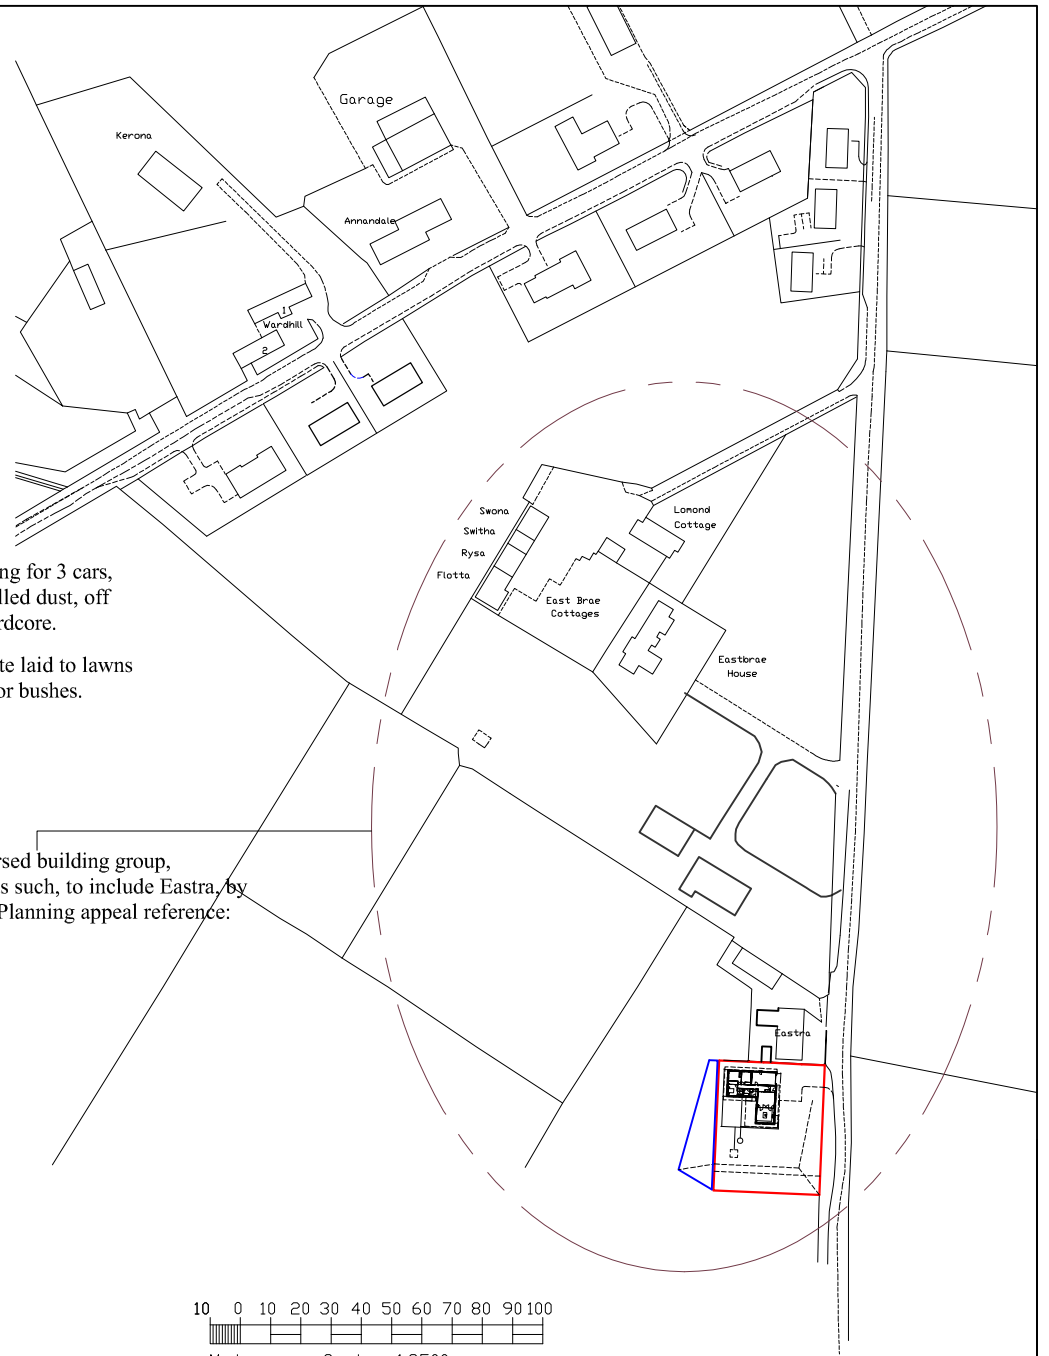 Garage
Kerona
Annandale
1
Wardhill
2
Swona
Switha
Rysa
Flotta
Lomond
Cottage
East Brae
Cottages
Eastbrae
House
ng for 3 cars,
lled dust, off
rdcore.
te laid to lawns
or bushes.
rsed building group,
s such, to include Eastra, by
Planning appeal reference:
Eastra
10 0 10 20 30 40 50 60 70 80 90 100